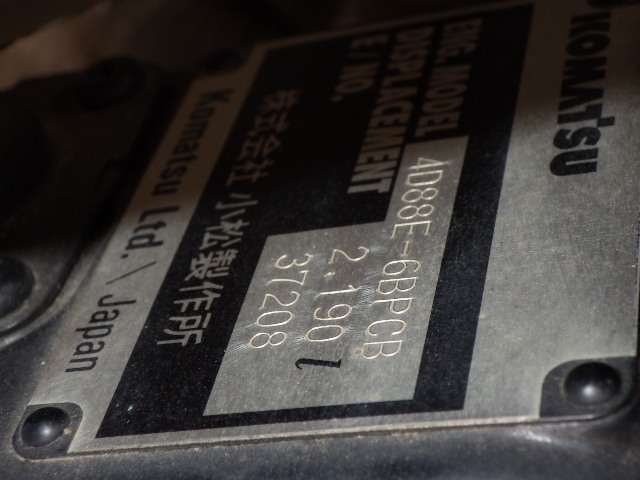 KOMATSU
ENG. MODEL 4D88E-6BPCB
DISPLACEMENT 2.190 l
E / NO. 37208
株式会社 小松製作所
Komatsu Ltd. \ Japan